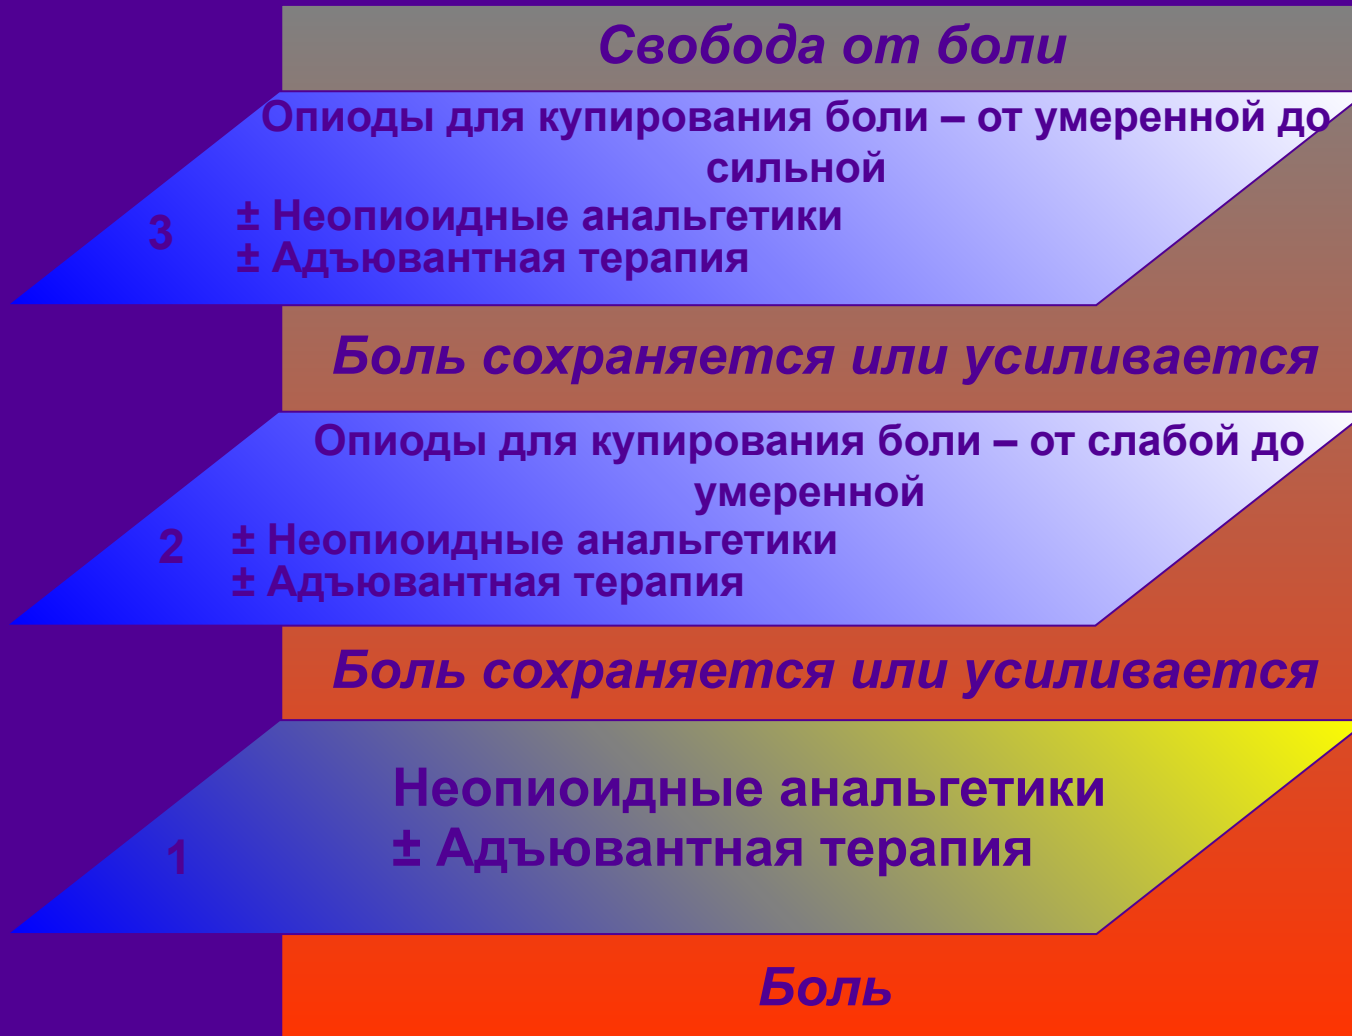 Свобода от боли
Опиоды для купирования боли – от умеренной до
сильной
3
± Неопиоидные анальгетики
± Адъювантная терапия
Боль сохраняется или усиливается
Опиоды для купирования боли – от слабой до
умеренной
2
± Неопиоидные анальгетики
± Адъювантная терапия
Боль сохраняется или усиливается
Неопиоидные анальгетики
± Адъювантная терапия
1
Боль